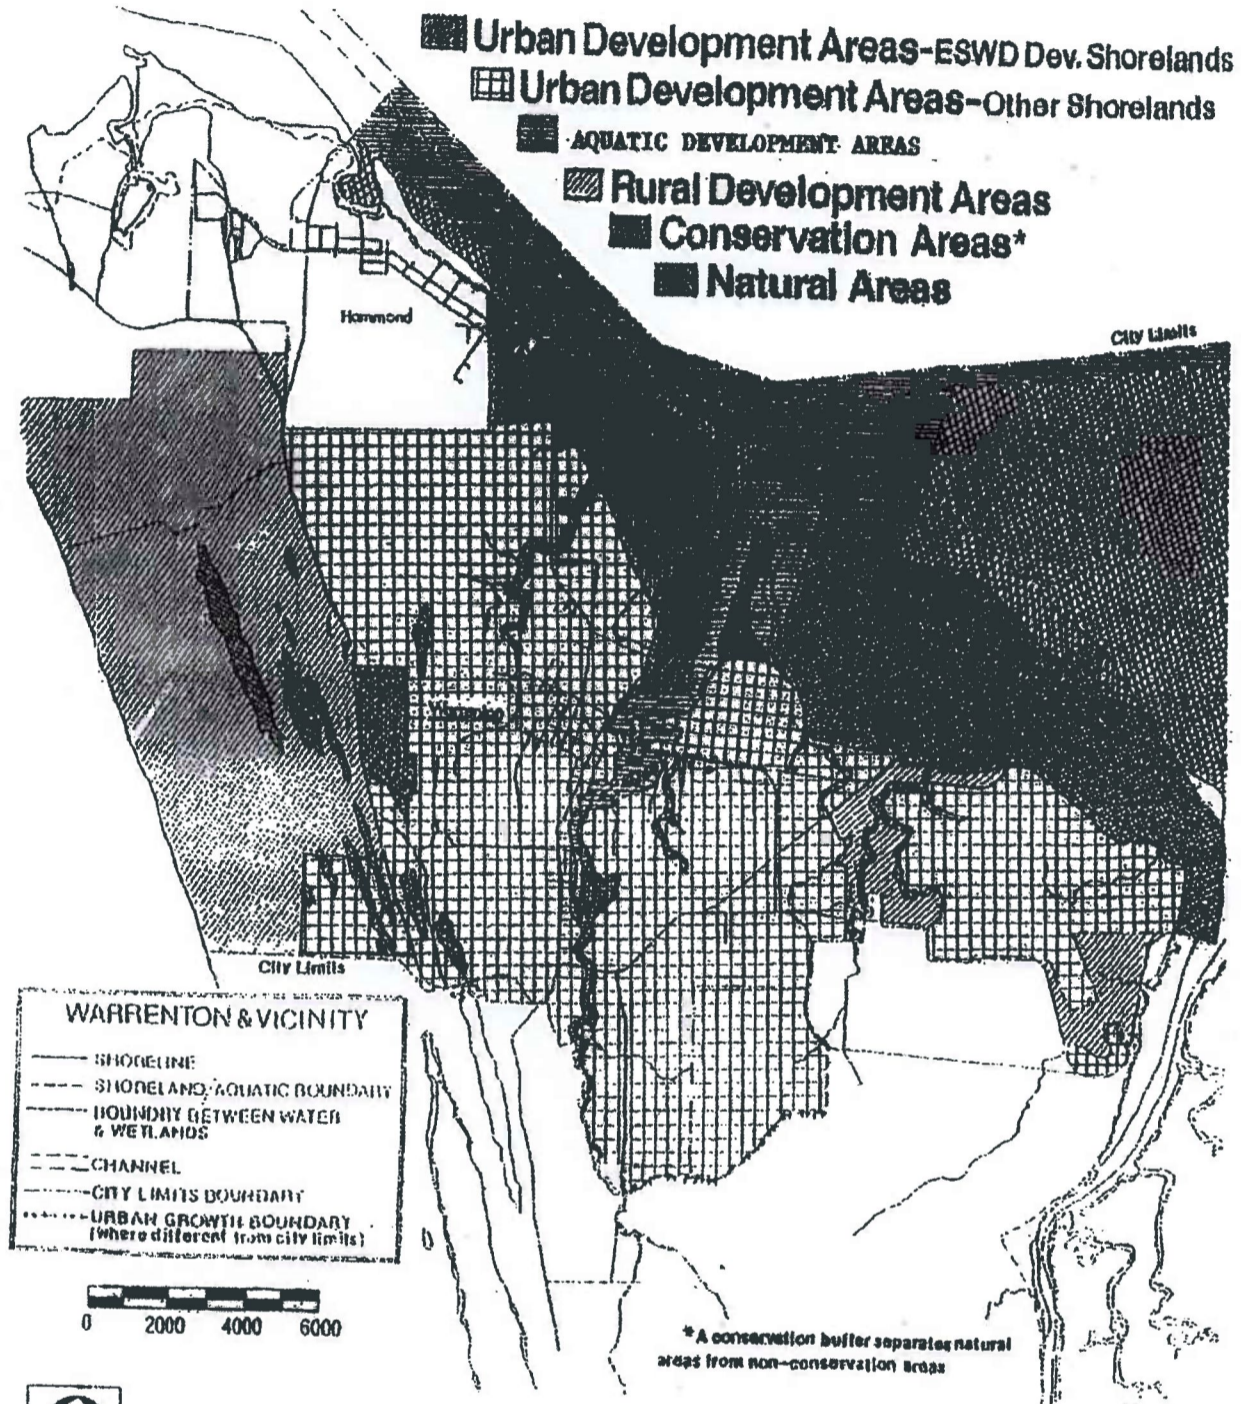 Urban Development Areas-ESWD Dev. Shorelands
Urban Development Areas-Other Shorelands
AQUATIC DEVELOPMENT AREAS
Rural Development Areas
Conservation Areas*
Natural Areas
City Limits
Hammond
City Limits
WARRENTON & VICINITY
SHORELINE
SHORELAND/AQUATIC BOUNDARY
BOUNDRY BETWEEN WATER
& WETLANDS
CHANNEL
CITY LIMITS BOUNDARY
URBAN GROWTH BOUNDARY
(where different from city limits)
0 2000 4000 6000
*A conservation buffer separates natural
areas from non-conservation areas